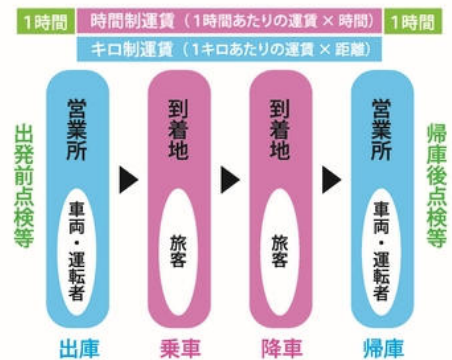 1時間
時間制運賃(1時間あたりの運賃×時間)
1時間
キロ制運賃(1キロあたりの運賃×距離)
出発前点検等
営業所
車両・運転者
到着地
旅客
到着地
旅客
営業所
車両・運転者
帰庫後点検等
出庫
乗車
降車
帰庫